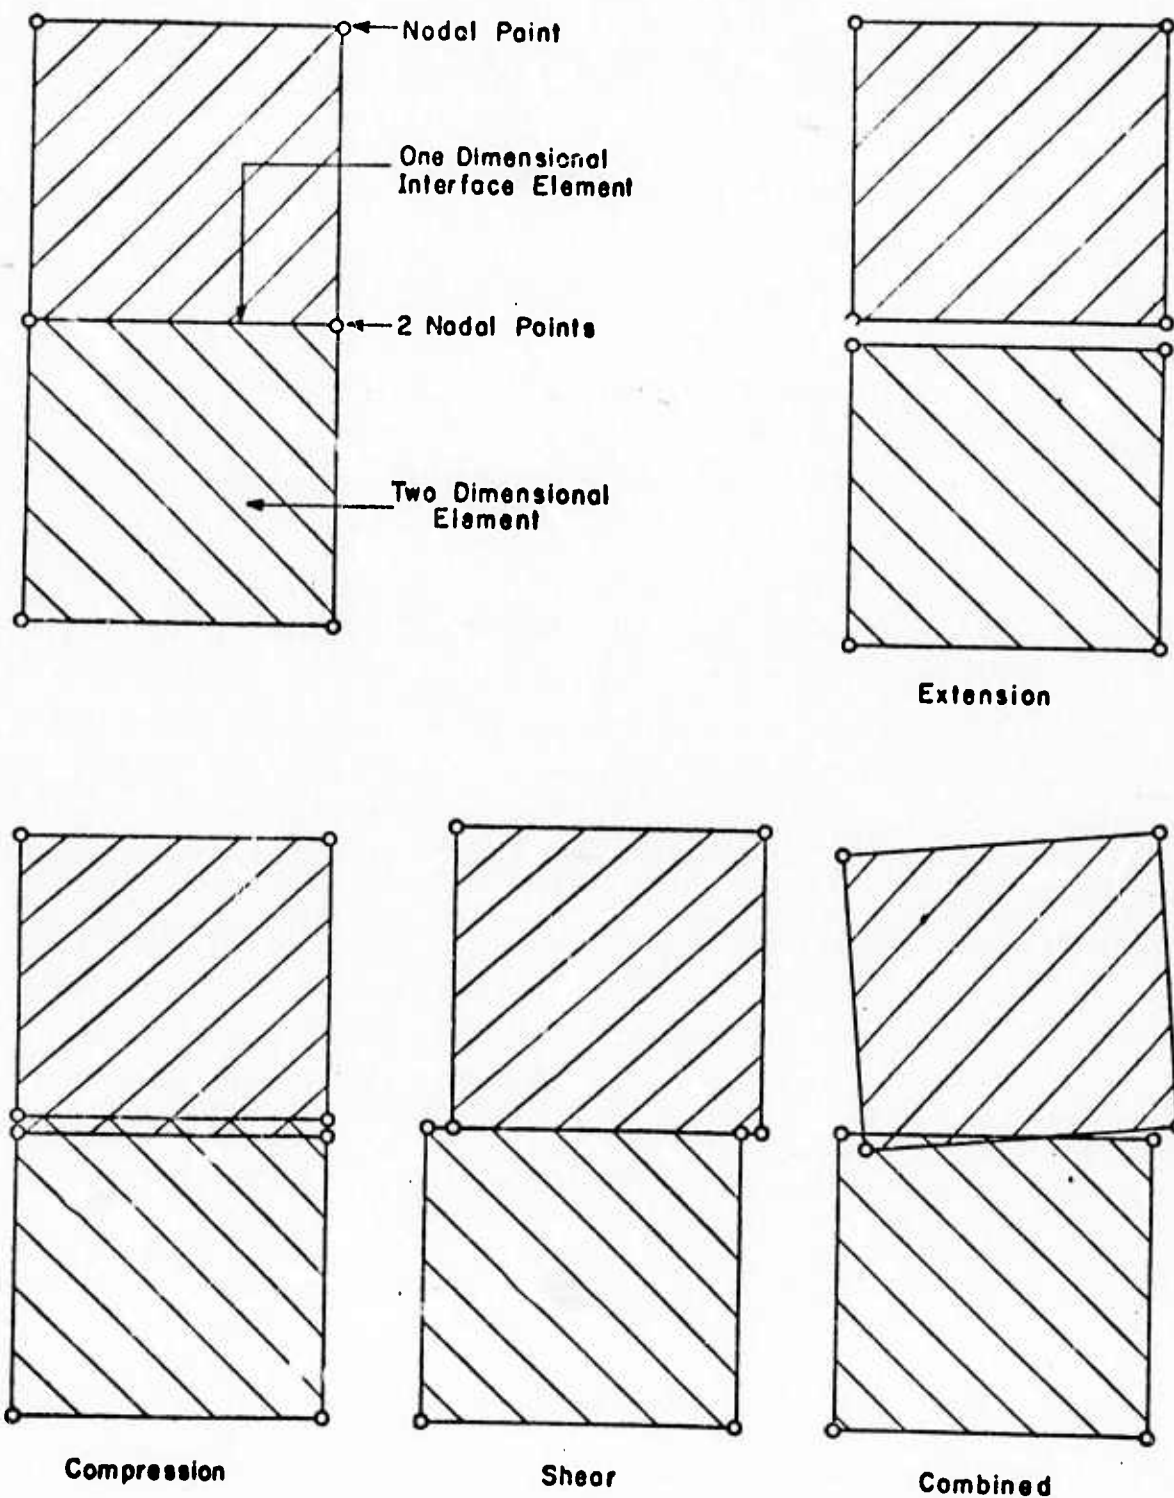 Nodal Point
One Dimensional
Interface Element
2 Nodal Points
Two Dimensional
Element
Extension
Compression
Shear
Combined